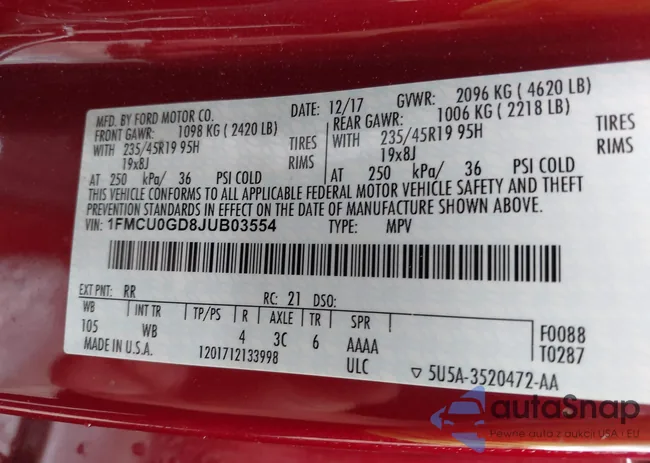 MFD. BY FORD MOTOR CO.
DATE: 12/17 GVWR: 2096 KG ( 4620 LB)
FRONT GAWR: 1098 KG (2420 LB)
REAR GAWR: 1006 KG ( 2218 LB)
WITH 235/45R19 95H TIRES
WITH 235/45R19 95H TIRES
19x8J RIMS
19x8J RIMS
AT 250 kPa/ 36 PSI COLD
AT 250 kPa/ 36 PSI COLD
THIS VEHICLE CONFORMS TO ALL APPLICABLE FEDERAL MOTOR VEHICLE SAFETY AND THEFT
PREVENTION STANDARDS IN EFFECT ON THE DATE OF MANUFACTURE SHOWN ABOVE.
VIN: 1FMCU0GD8JUB03554 TYPE: MPV
EXT PNT: RR RC: 21 DSO:
WB INT TR TP/PS R AXLE TR SPR
105 WB 4 3C 6 AAAA F0088
MADE IN U.S.A. 1201712133998 ULC T0287
▽ 5U5A-3520472-AA
autoSnap
Pewne auta z aukcji USA i EU